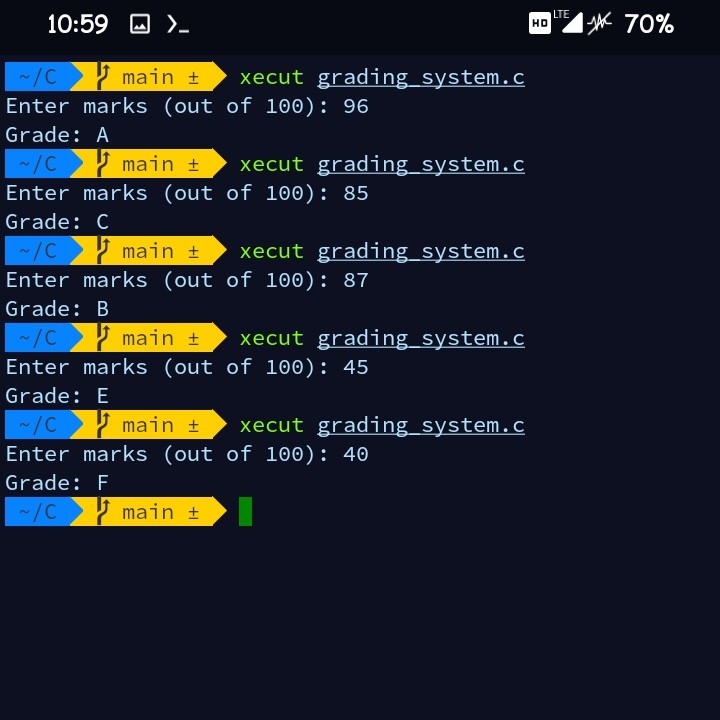 10:59 HD LTE 70%
~/C main ± xecut grading_system.c
Enter marks (out of 100): 96
Grade: A
~/C main ± xecut grading_system.c
Enter marks (out of 100): 85
Grade: C
~/C main ± xecut grading_system.c
Enter marks (out of 100): 87
Grade: B
~/C main ± xecut grading_system.c
Enter marks (out of 100): 45
Grade: E
~/C main ± xecut grading_system.c
Enter marks (out of 100): 40
Grade: F
~/C main ±